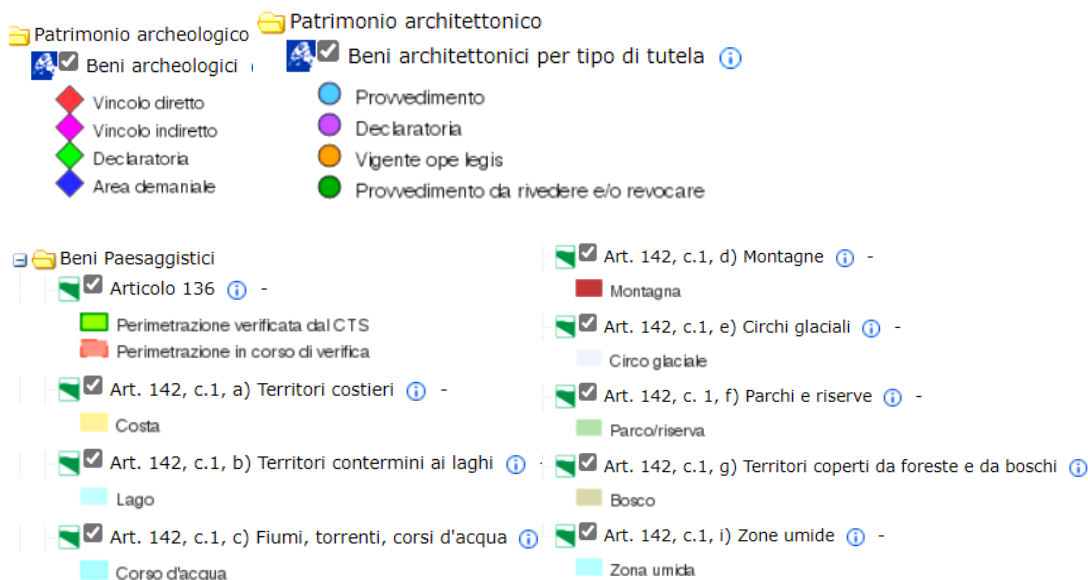 Patrimonio archeologico
Beni archeologici
Vincolo diretto
Vincolo indiretto
Declaratoria
Area demaniale
Patrimonio architettonico
Beni architettonici per tipo di tutela
Provvedimento
Declaratoria
Vigente ope legis
Provvedimento da rivedere e/o revocare
Beni Paesaggistici
Articolo 136 -
Perimetrazione verificata dal CTS
Perimetrazione in corso di verifica
Art. 142, c.1, a) Territori costieri -
Costa
Art. 142, c.1, b) Territori contermini ai laghi -
Lago
Art. 142, c.1, c) Fiumi, torrenti, corsi d'acqua
Corso d'acqua
Art. 142, c.1, d) Montagne -
Montagna
Art. 142, c.1, e) Circhi glaciali -
Circo glaciale
Art. 142, c. 1, f) Parchi e riserve -
Parco/riserva
Art. 142, c.1, g) Territori coperti da foreste e da boschi
Bosco
Art. 142, c.1, i) Zone umide -
Zona umida